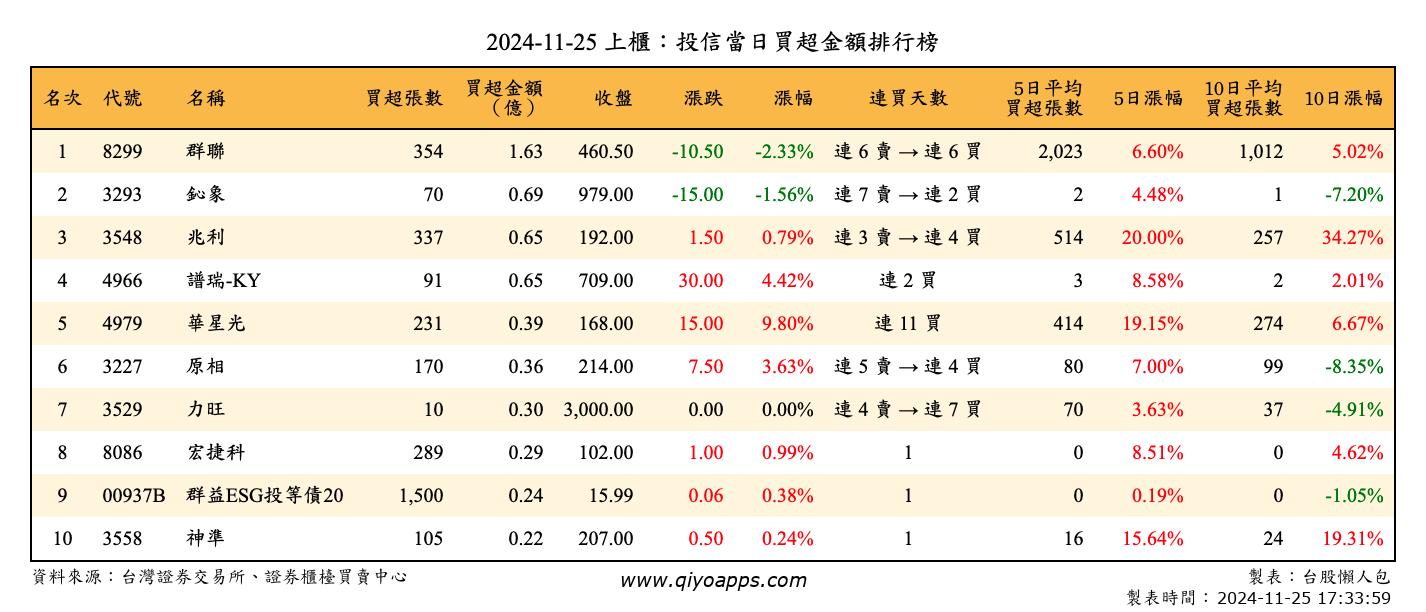 2024-11-25 上櫃：投信當日買超金額排行榜
名次 代號 名稱 買超張數 買超金額（億） 收盤 漲跌 漲幅 連買天數 5日平均買超張數 5日漲幅 10日平均買超張數 10日漲幅
1 8299 群聯 354 1.63 460.50 -10.50 -2.33% 連 6 賣 → 連 6 買 2,023 6.60% 1,012 5.02%
2 3293 鈊象 70 0.69 979.00 -15.00 -1.56% 連 7 賣 → 連 2 買 2 4.48% 1 -7.20%
3 3548 兆利 337 0.65 192.00 1.50 0.79% 連 3 賣 → 連 4 買 514 20.00% 257 34.27%
4 4966 譜瑞-KY 91 0.65 709.00 30.00 4.42% 連 2 買 3 8.58% 2 2.01%
5 4979 華星光 231 0.39 168.00 15.00 9.80% 連 11 買 414 19.15% 274 6.67%
6 3227 原相 170 0.36 214.00 7.50 3.63% 連 5 賣 → 連 4 買 80 7.00% 99 -8.35%
7 3529 力旺 10 0.30 3,000.00 0.00 0.00% 連 4 賣 → 連 7 買 70 3.63% 37 -4.91%
8 8086 宏捷科 289 0.29 102.00 1.00 0.99% 1 0 8.51% 0 4.62%
9 00937B 群益ESG投等債20 1,500 0.24 15.99 0.06 0.38% 1 0 0.19% 0 -1.05%
10 3558 神準 105 0.22 207.00 0.50 0.24% 1 16 15.64% 24 19.31%
資料來源：台灣證券交易所、證券櫃檯買賣中心 www.qiyoapps.com 製表：台股懶人包
製表時間：2024-11-25 17:33:59